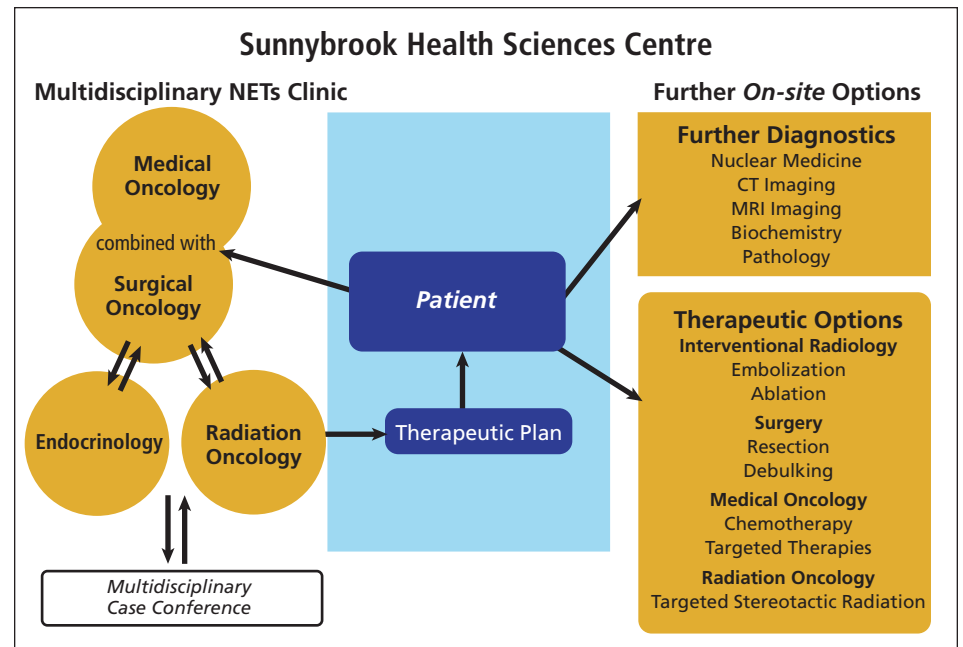 Sunnybrook Health Sciences Centre
Multidisciplinary NETs Clinic
Medical
Oncology
combined with
Surgical
Oncology
Endocrinology
Radiation
Oncology
Multidisciplinary
Case Conference
Patient
Therapeutic Plan
Further On-site Options
Further Diagnostics
Nuclear Medicine
CT Imaging
MRI Imaging
Biochemistry
Pathology
Therapeutic Options
Interventional Radiology
Embolization
Ablation
Surgery
Resection
Debulking
Medical Oncology
Chemotherapy
Targeted Therapies
Radiation Oncology
Targeted Stereotactic Radiation